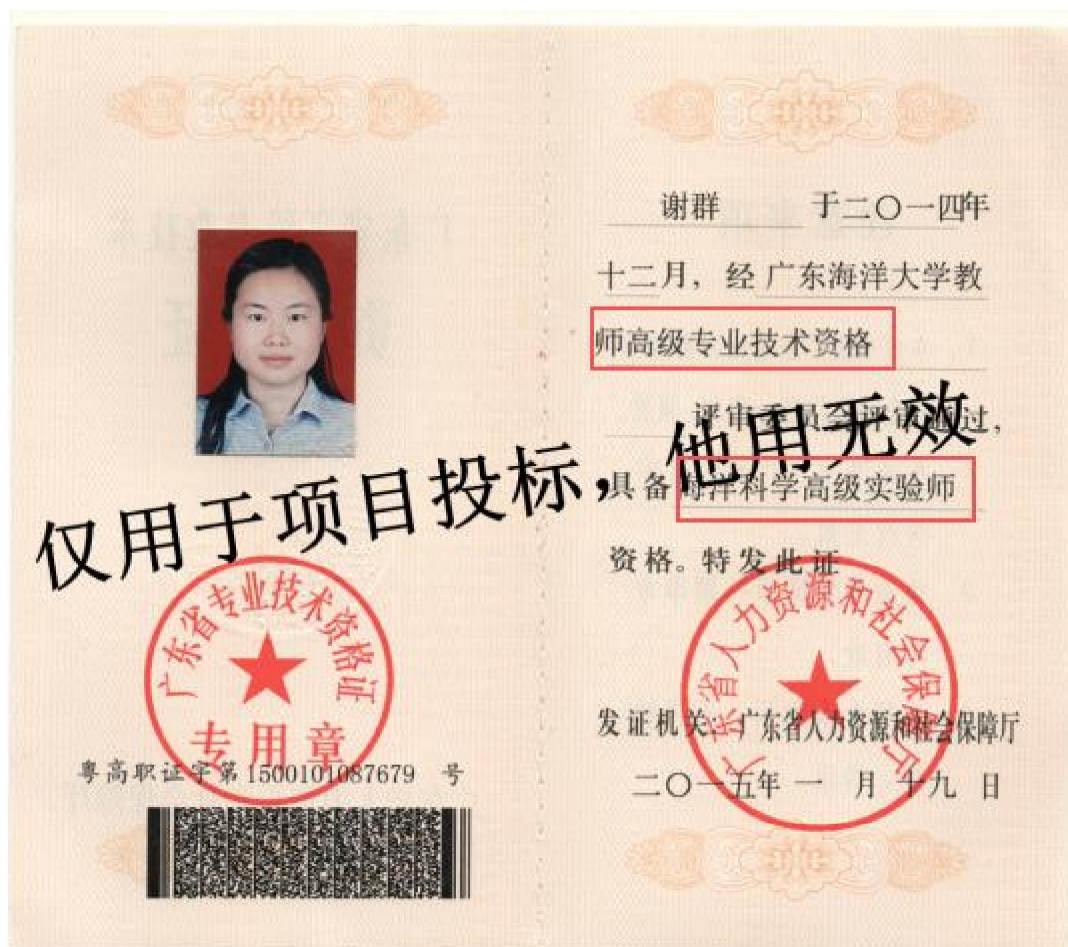 广东省专业技术资格证
专用章
粤高职证字第1500101087679 号
谢群 于二〇一四年
十二月，经 广东海洋大学教
师高级专业技术资格
评审委员会评审通过，
具备海洋科学高级实验师
资格。特发此证
广东省人力资源和社会保障厅
发证机关：广东省人力资源和社会保障厅
二〇一五年 一 月 十九 日
仅用于项目投标，他用无效